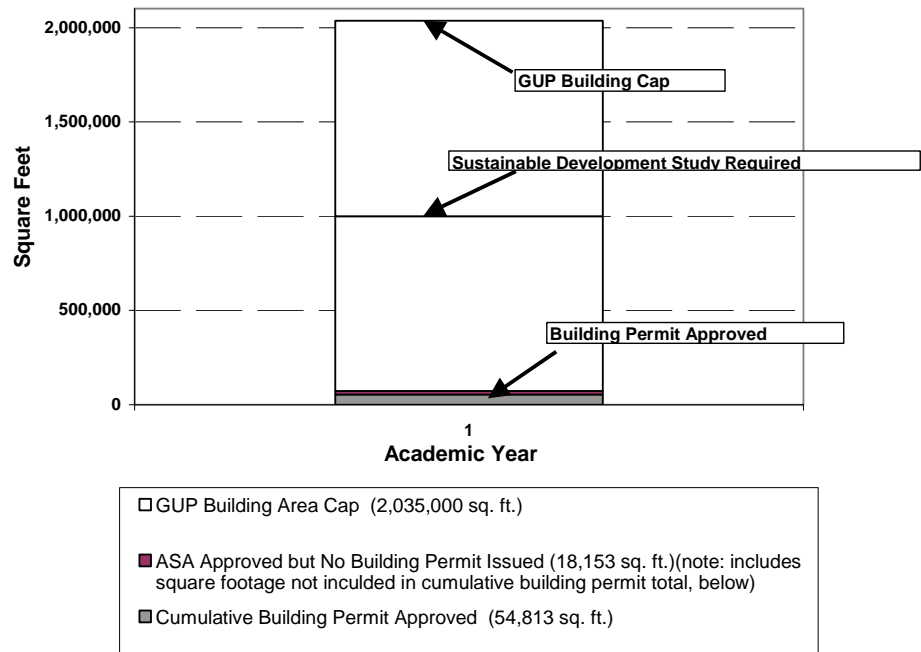 2,000,000
GUP Building Cap
1,500,000
Sustainable Development Study Required
Square Feet
1,000,000
500,000
Building Permit Approved
0
1
Academic Year
GUP Building Area Cap (2,035,000 sq. ft.)
ASA Approved but No Building Permit Issued (18,153 sq. ft.)(note: includes
square footage not inculded in cumulative building permit total, below)
Cumulative Building Permit Approved (54,813 sq. ft.)